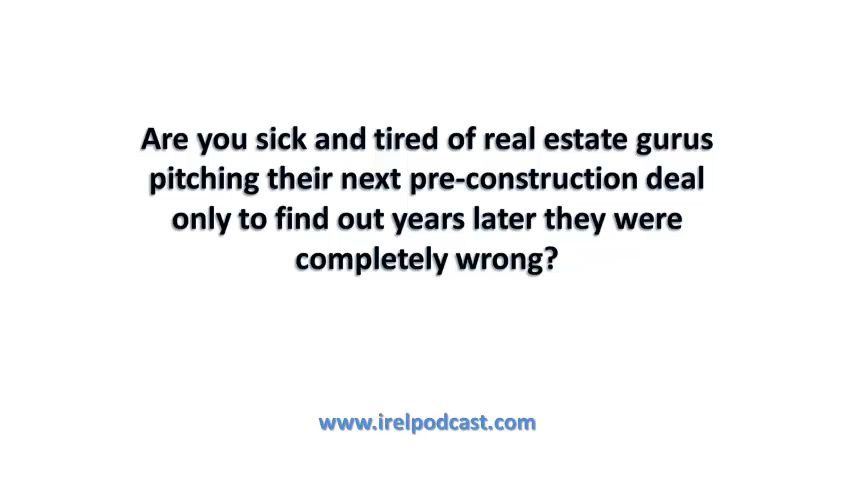 Are you sick and tired of real estate gurus
pitching their next pre-construction deal
only to find out years later they were
completely wrong?
www.irelpodcast.com